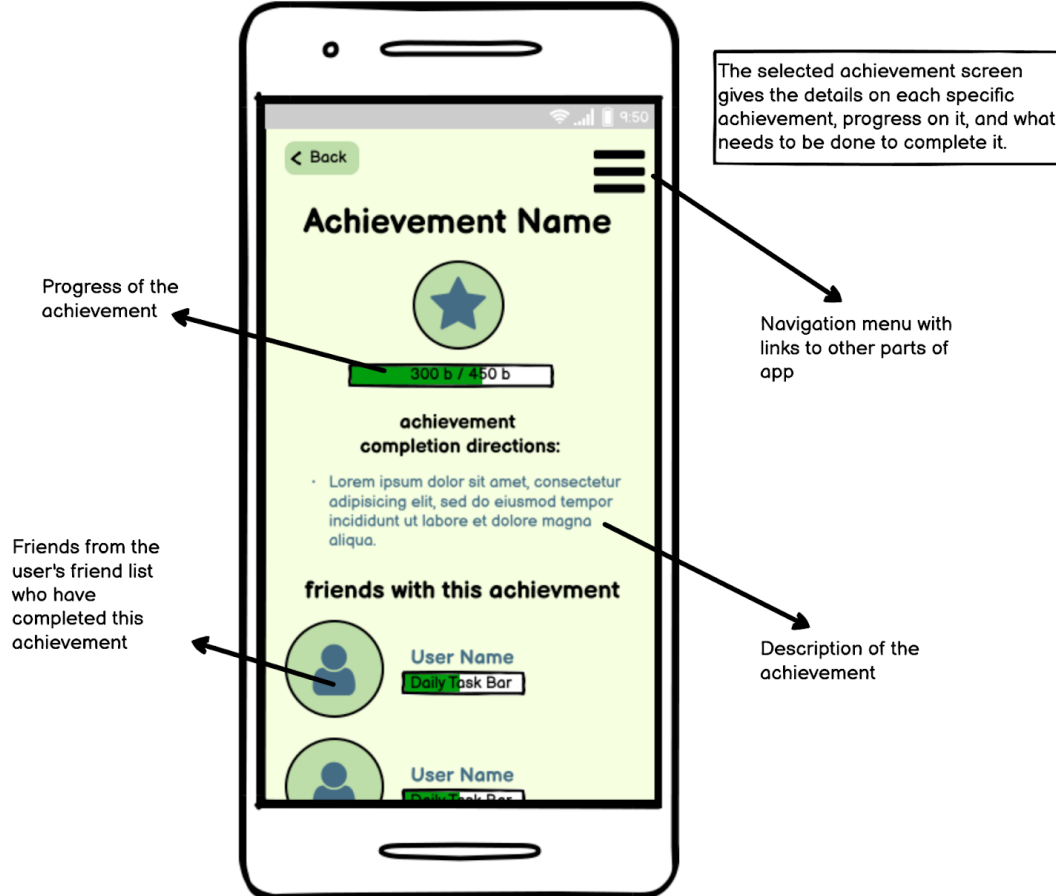 The selected achievement screen
gives the details on each specific
achievement, progress on it, and what
needs to be done to complete it.
9:50
Back
Achievement Name
Progress of the
achievement
300 b / 450 b
Navigation menu with
links to other parts of
app
achievement
completion directions:
· Lorem ipsum dolor sit amet, consectetur
adipisicing elit, sed do eiusmod tempor
incididunt ut labore et dolore magna
aliqua.
Friends from the
user's friend list
who have
completed this
achievement
friends with this achievment
User Name
Daily Task Bar
Description of the
achievement
User Name
Daily Task Bar